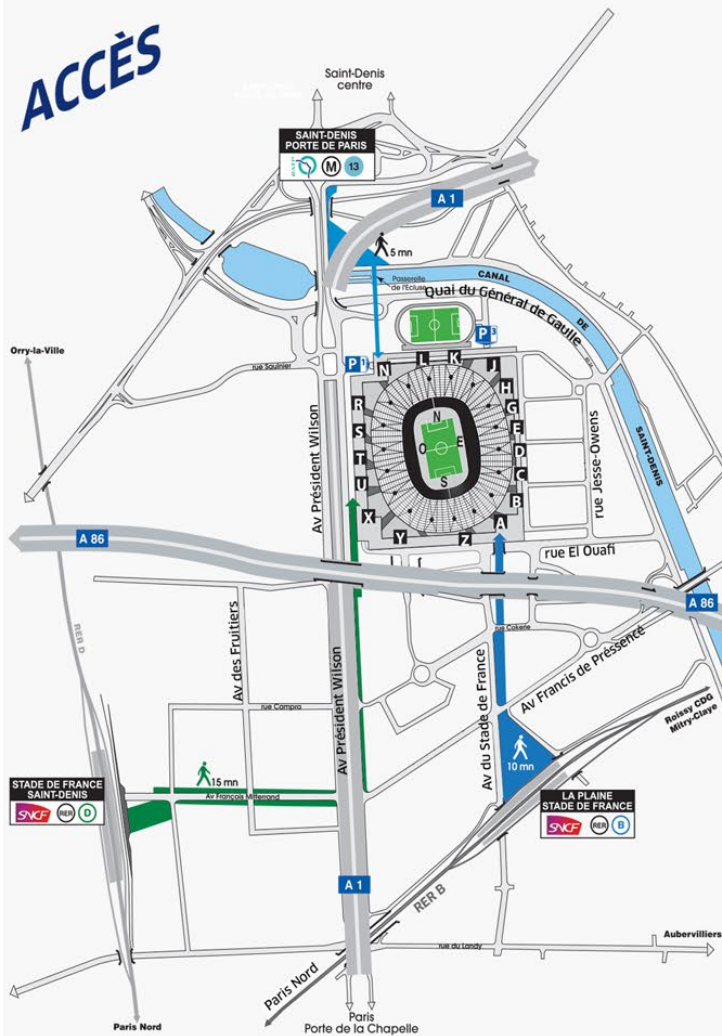 ACCÈS
Saint-Denis
centre
SAINT-DENIS
PORTE DE PARIS
M 13
A 1
5 mn
Passerelle
de l'Ecluse
CANAL
DE
SAINT-DENIS
Quai du Général de Gaulle
P 3
P 1
Orry-la-Ville
rue Saulnier
N
L
K
J
H
G
E
D
C
B
A
Z
Y
X
U
T
S
R
N
O
E
S
Av Président Wilson
rue Jesse-Owens
rue El Ouafi
A 86
A 86
RER D
Av des Fruitiers
Av Président Wilson
rue Cokerie
Av du Stade de France
Av Francis de Préssencé
rue Campra
Roissy CDG
Mitry-Claye
15 mn
10 mn
Av François Mitterrand
STADE DE FRANCE
SAINT-DENIS
SNCF RER D
LA PLAINE
STADE DE FRANCE
SNCF RER B
A 1
RER B
rue du Landy
Aubervilliers
Paris Nord
Paris Nord
Paris
Porte de la Chapelle